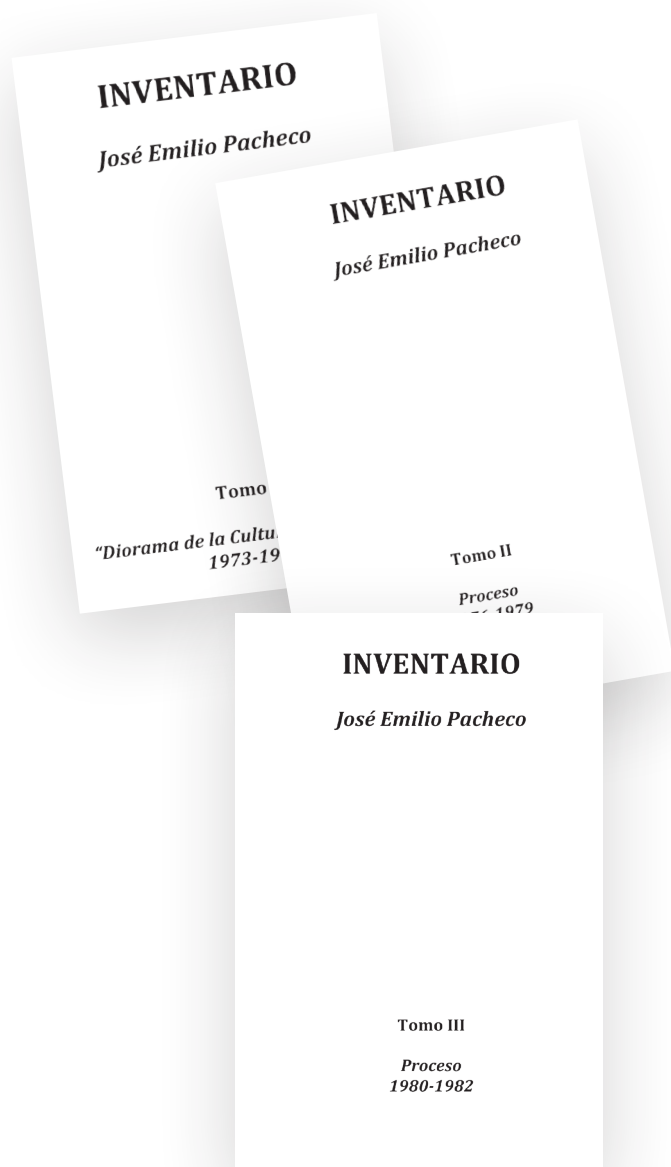 INVENTARIO
José Emilio Pacheco
Tomo
“Diorama de la
1973-19
INVENTARIO
José Emilio Pacheco
Tomo II
Proceso
1979
INVENTARIO
José Emilio Pacheco
Tomo III
Proceso
1980-1982